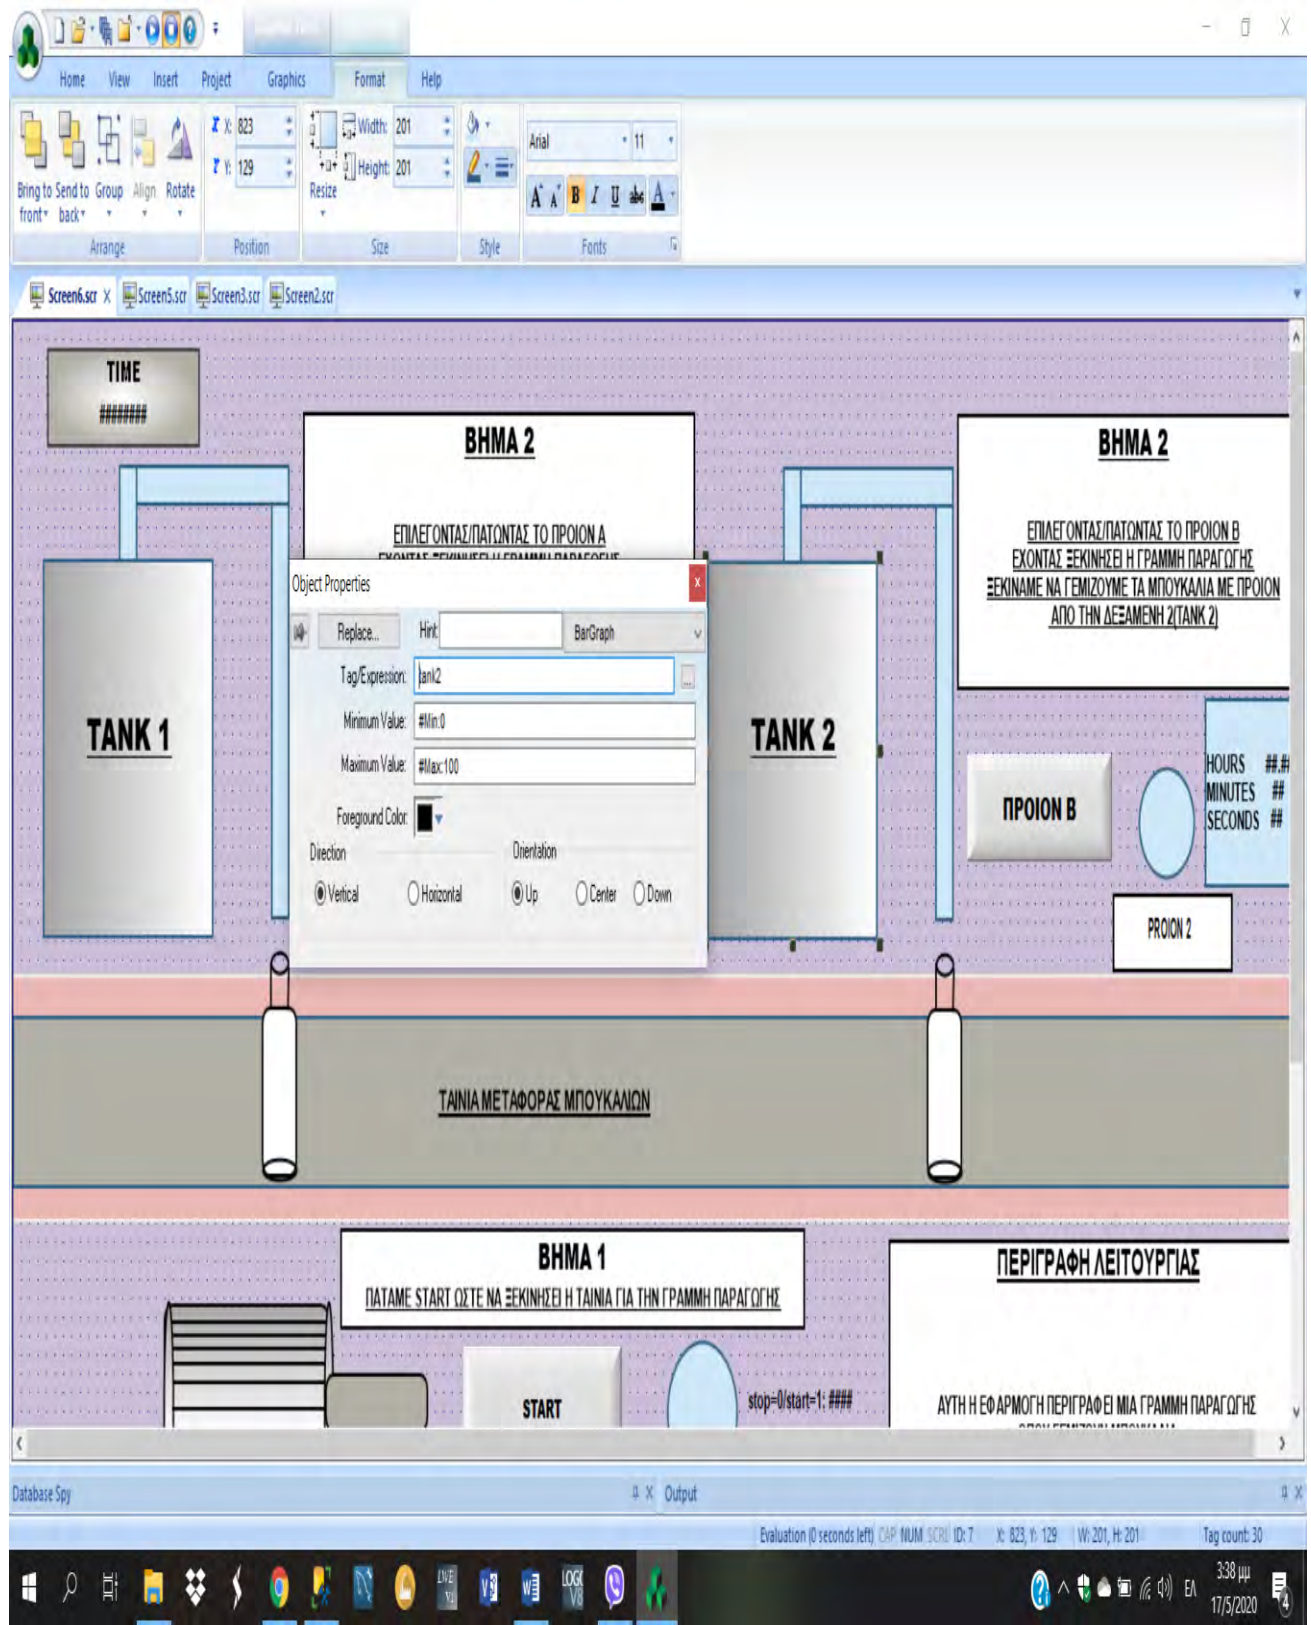 Home View Insert Project Graphics Format Help
X: 823
Y: 129
Width: 201
Height: 201
Arial 11
Bring to front
Send to back
Group
Align
Rotate
Resize
A A B I U abc A
Arrange Position Size Style Fonts
Screen6.scr X Screen5.scr Screen3.scr Screen2.scr
TIME
########
ΒΗΜΑ 2
ΕΠΙΛΕΓΟΝΤΑΣ/ΠΑΤΩΝΤΑΣ ΤΟ ΠΡΟΙΟΝ Α
ΕΧΟΝΤΑΣ ΞΕΚΙΝΗΣΕΙ Η ΓΡΑΜΜΗ ΠΑΡΑΓΩΓΗΣ
ΒΗΜΑ 2
ΕΠΙΛΕΓΟΝΤΑΣ/ΠΑΤΩΝΤΑΣ ΤΟ ΠΡΟΙΟΝ Β
ΕΧΟΝΤΑΣ ΞΕΚΙΝΗΣΕΙ Η ΓΡΑΜΜΗ ΠΑΡΑΓΩΓΗΣ
ΞΕΚΙΝΑΜΕ ΝΑ ΓΕΜΙΖΟΥΜΕ ΤΑ ΜΠΟΥΚΑΛΙΑ ΜΕ ΠΡΟΙΟΝ
ΑΠΟ ΤΗΝ ΔΕΞΑΜΕΝΗ 2(TANK 2)
Object Properties x
Replace... Hint: BarGraph
Tag/Expression: tank2 ...
Minimum Value: #Min:0
Maximum Value: #Max:100
Foreground Color:
Direction Orientation
Vertical Horizontal Up Center Down
TANK 1
TANK 2
ΠΡΟΙΟΝ Β
HOURS ##.##
MINUTES ##
SECONDS ##
PROION 2
ΤΑΙΝΙΑ ΜΕΤΑΦΟΡΑΣ ΜΠΟΥΚΑΛΙΩΝ
ΒΗΜΑ 1
ΠΑΤΑΜΕ START ΩΣΤΕ ΝΑ ΞΕΚΙΝΗΣΕΙ Η ΤΑΙΝΙΑ ΓΙΑ ΤΗΝ ΓΡΑΜΜΗ ΠΑΡΑΓΩΓΗΣ
START
stop=0/start=1: ####
ΠΕΡΙΓΡΑΦΗ ΛΕΙΤΟΥΡΓΙΑΣ
ΑΥΤΗ Η ΕΦΑΡΜΟΓΗ ΠΕΡΙΓΡΑΦΕΙ ΜΙΑ ΓΡΑΜΜΗ ΠΑΡΑΓΩΓΗΣ
Database Spy
Output
Evaluation (0 seconds left) CAP NUM SCRL ID: 7 X: 823, Y: 129 W: 201, H: 201 Tag count: 30
ΕΛ
3:38 μμ
17/5/2020
4